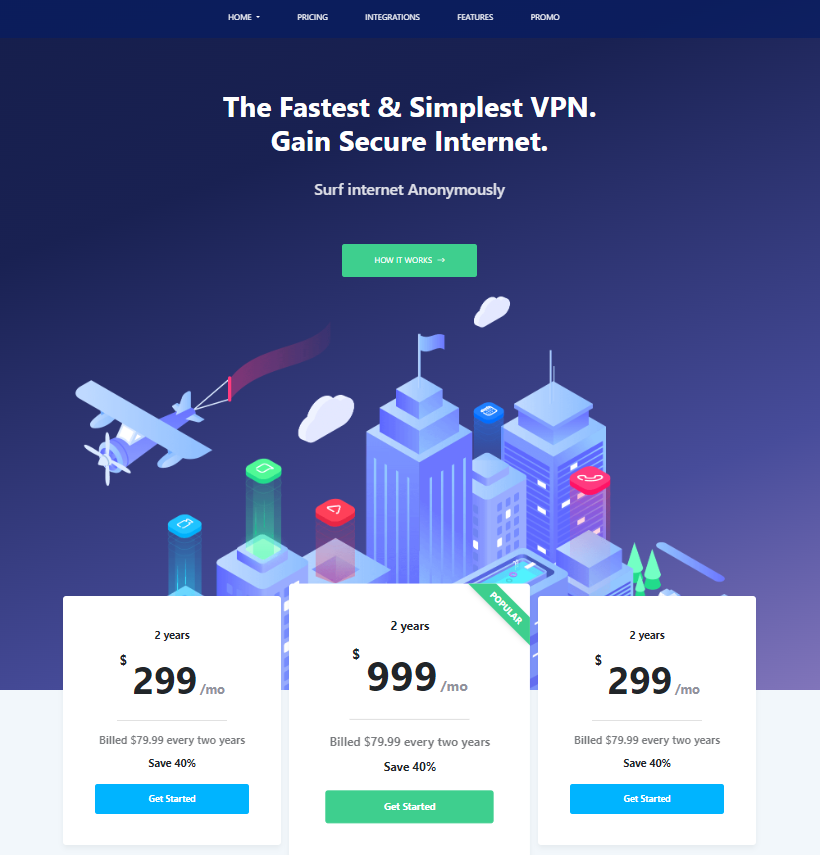 HOME
PRICING
INTEGRATIONS
FEATURES
PROMO
The Fastest & Simplest VPN.
Gain Secure Internet.
Surf internet Anonymously
HOW IT WORKS →
2 years
$ 299 /mo
Billed $79.99 every two years
Save 40%
Get Started
POPULAR
2 years
$ 999 /mo
Billed $79.99 every two years
Save 40%
Get Started
2 years
$ 299 /mo
Billed $79.99 every two years
Save 40%
Get Started